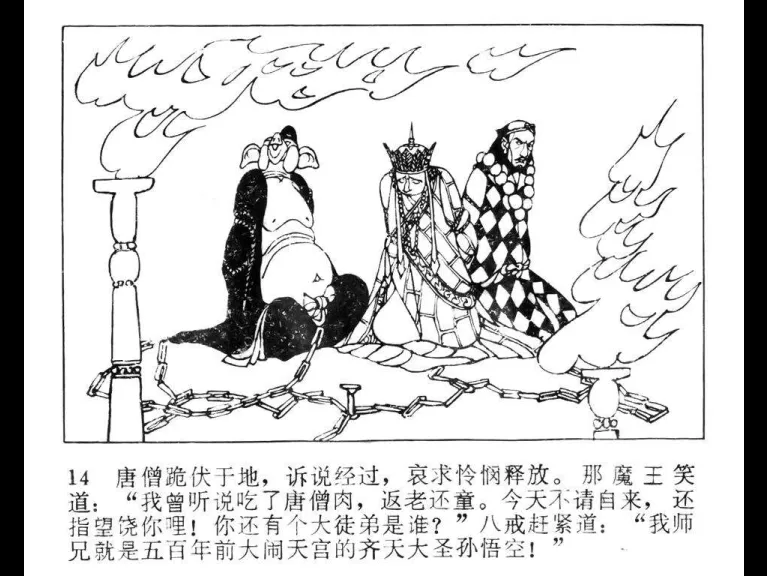 14 唐僧跪伏于地，诉说经过，哀求怜悯释放。那魔王笑
道：“我曾听说吃了唐僧肉，返老还童。今天不请自来，还
指望饶你哩！你还有个大徒弟是谁？”八戒赶紧道：“我师
兄就是五百年前大闹天宫的齐天大圣孙悟空！”